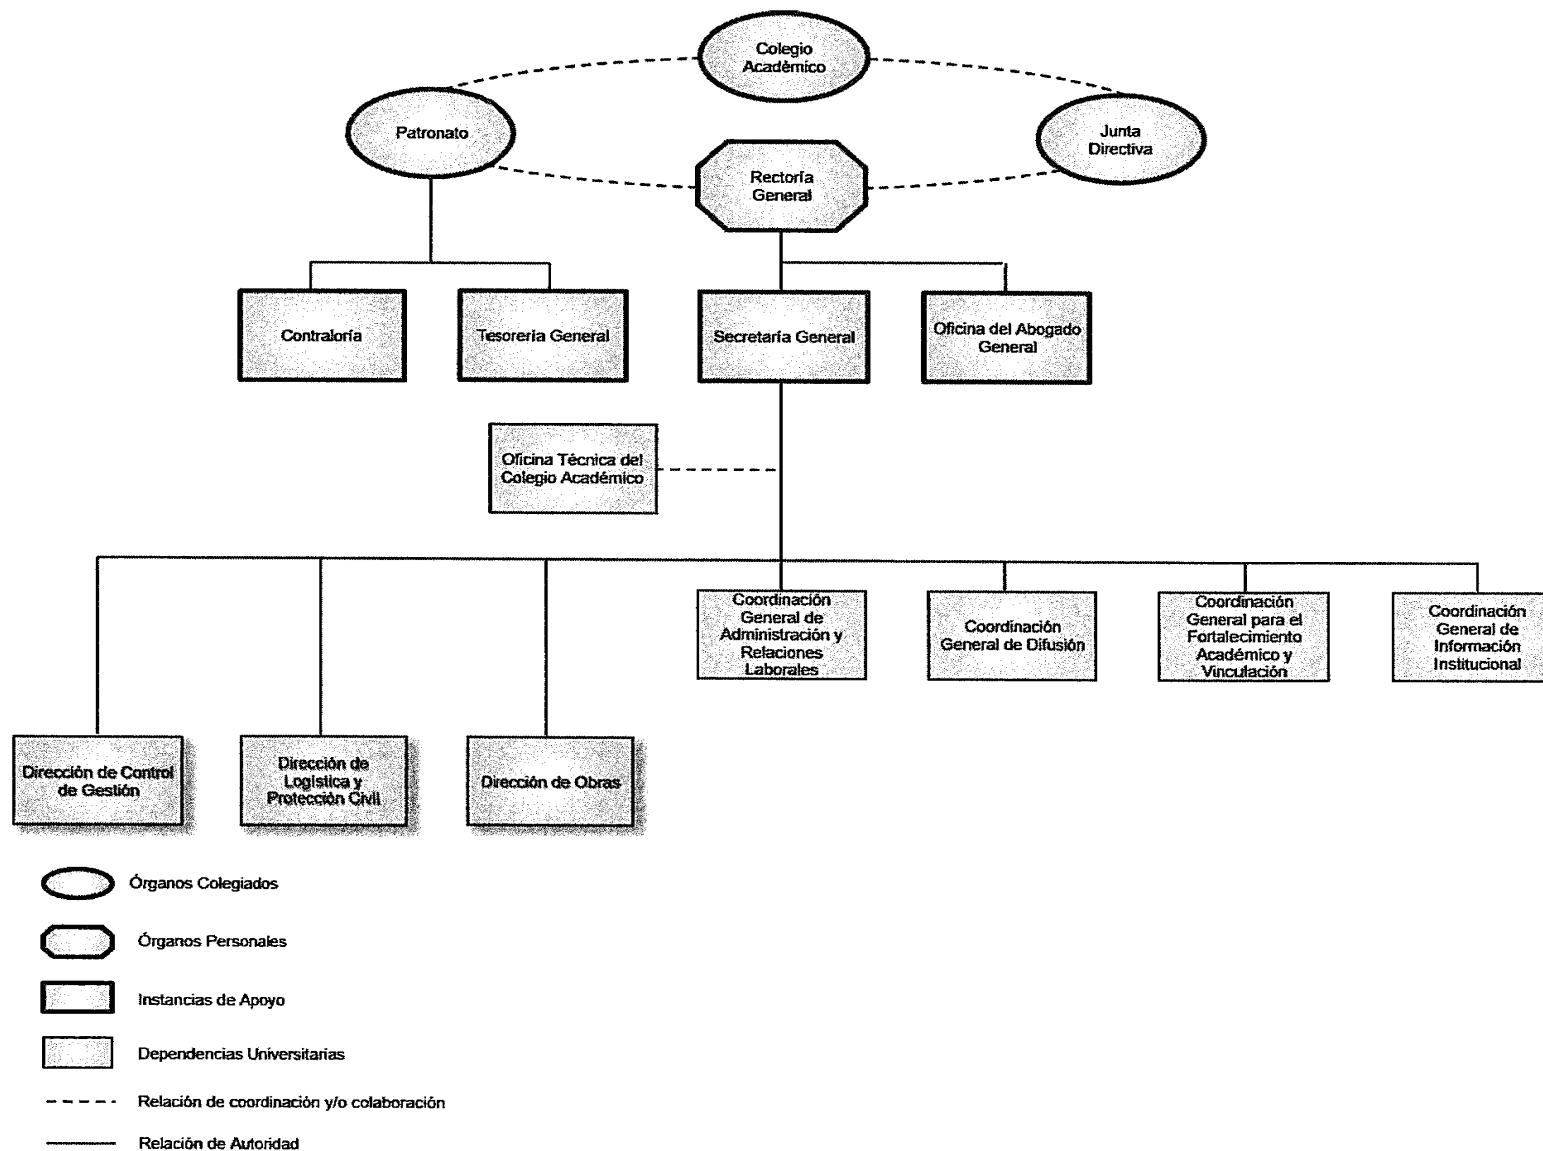 Colegio
Académico
Patronato
Junta
Directiva
Rectoría
General
Contraloría
Tesorería General
Secretaría General
Oficina del Abogado
General
Oficina Técnica del
Colegio Académico
Coordinación
General de
Administración y
Relaciones
Laborales
Coordinación
General de Difusión
Coordinación
General para el
Fortalecimiento
Académico y
Vinculación
Coordinación
General de
Información
Institucional
Dirección de Control
de Gestión
Dirección de
Logística y
Protección Civil
Dirección de Obras
Órganos Colegiados
Órganos Personales
Instancias de Apoyo
Dependencias Universitarias
Relación de coordinación y/o colaboración
Relación de Autoridad